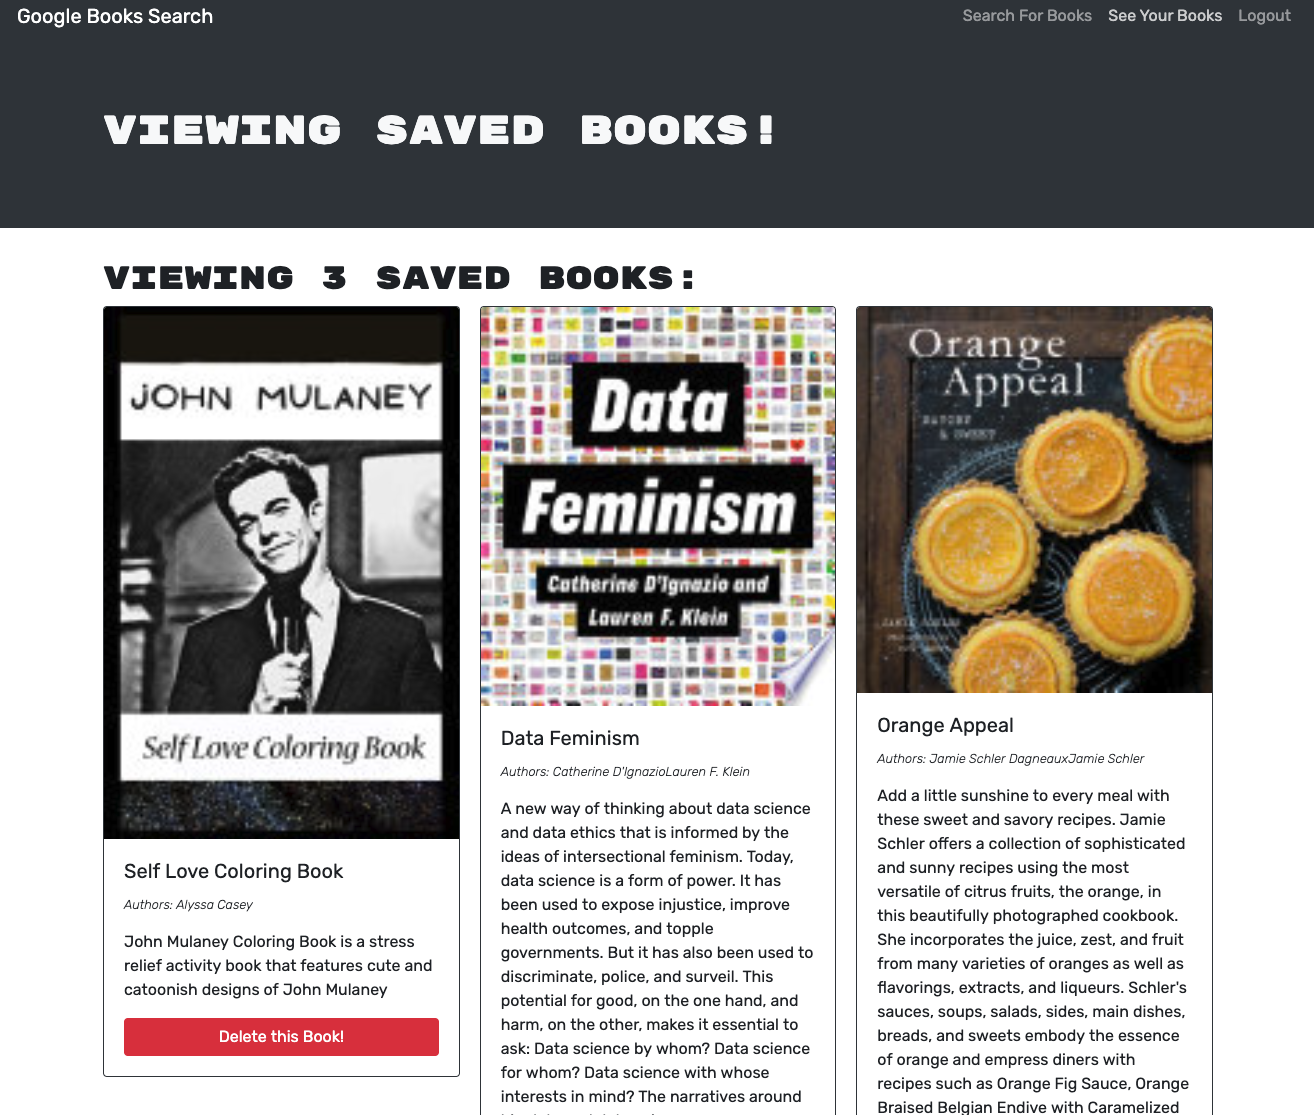 Google Books Search
Search For Books See Your Books Logout
VIEWING SAVED BOOKS!
VIEWING 3 SAVED BOOKS:
JOHN MULANEY
Self Love Coloring Book
Self Love Coloring Book
Authors: Alyssa Casey
John Mulaney Coloring Book is a stress
relief activity book that features cute and
catoonish designs of John Mulaney
Delete this Book!
Data
Feminism
Catherine D'Ignazio and
Lauren F. Klein
Data Feminism
Authors: Catherine D'IgnazioLauren F. Klein
A new way of thinking about data science
and data ethics that is informed by the
ideas of intersectional feminism. Today,
data science is a form of power. It has
been used to expose injustice, improve
health outcomes, and topple
governments. But it has also been used to
discriminate, police, and surveil. This
potential for good, on the one hand, and
harm, on the other, makes it essential to
ask: Data science by whom? Data science
for whom? Data science with whose
interests in mind? The narratives around
Orange
Appeal
SAVORY
& SWEET
JAMIE SCHLER
Orange Appeal
Authors: Jamie Schler DagneauxJamie Schler
Add a little sunshine to every meal with
these sweet and savory recipes. Jamie
Schler offers a collection of sophisticated
and sunny recipes using the most
versatile of citrus fruits, the orange, in
this beautifully photographed cookbook.
She incorporates the juice, zest, and fruit
from many varieties of oranges as well as
flavorings, extracts, and liqueurs. Schler's
sauces, soups, salads, sides, main dishes,
breads, and sweets embody the essence
of orange and empress diners with
recipes such as Orange Fig Sauce, Orange
Braised Belgian Endive with Caramelized